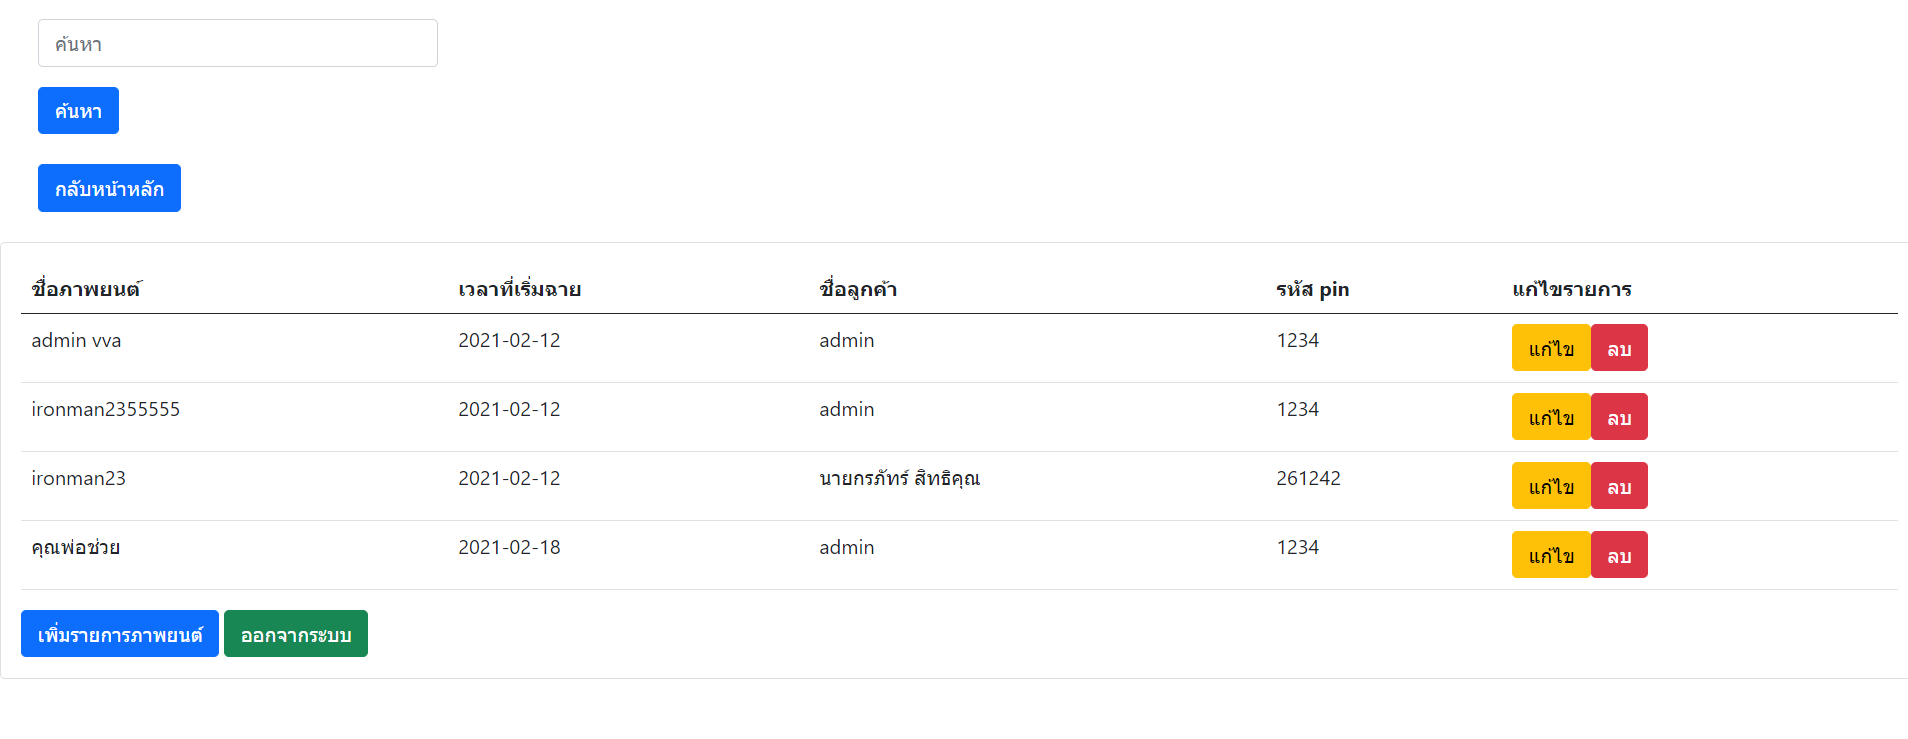 ค้นหา
ค้นหา
กลับหน้าหลัก
ชื่อภาพยนต์ เวลาที่เริ่มฉาย ชื่อลูกค้า รหัส pin แก้ไขรายการ
admin vva 2021-02-12 admin 1234 แก้ไข ลบ
ironman2355555 2021-02-12 admin 1234 แก้ไข ลบ
ironman23 2021-02-12 นายกรภัทร์ สิทธิคุณ 261242 แก้ไข ลบ
คุณพ่อช่วย 2021-02-18 admin 1234 แก้ไข ลบ
เพิ่มรายการภาพยนต์ ออกจากระบบ